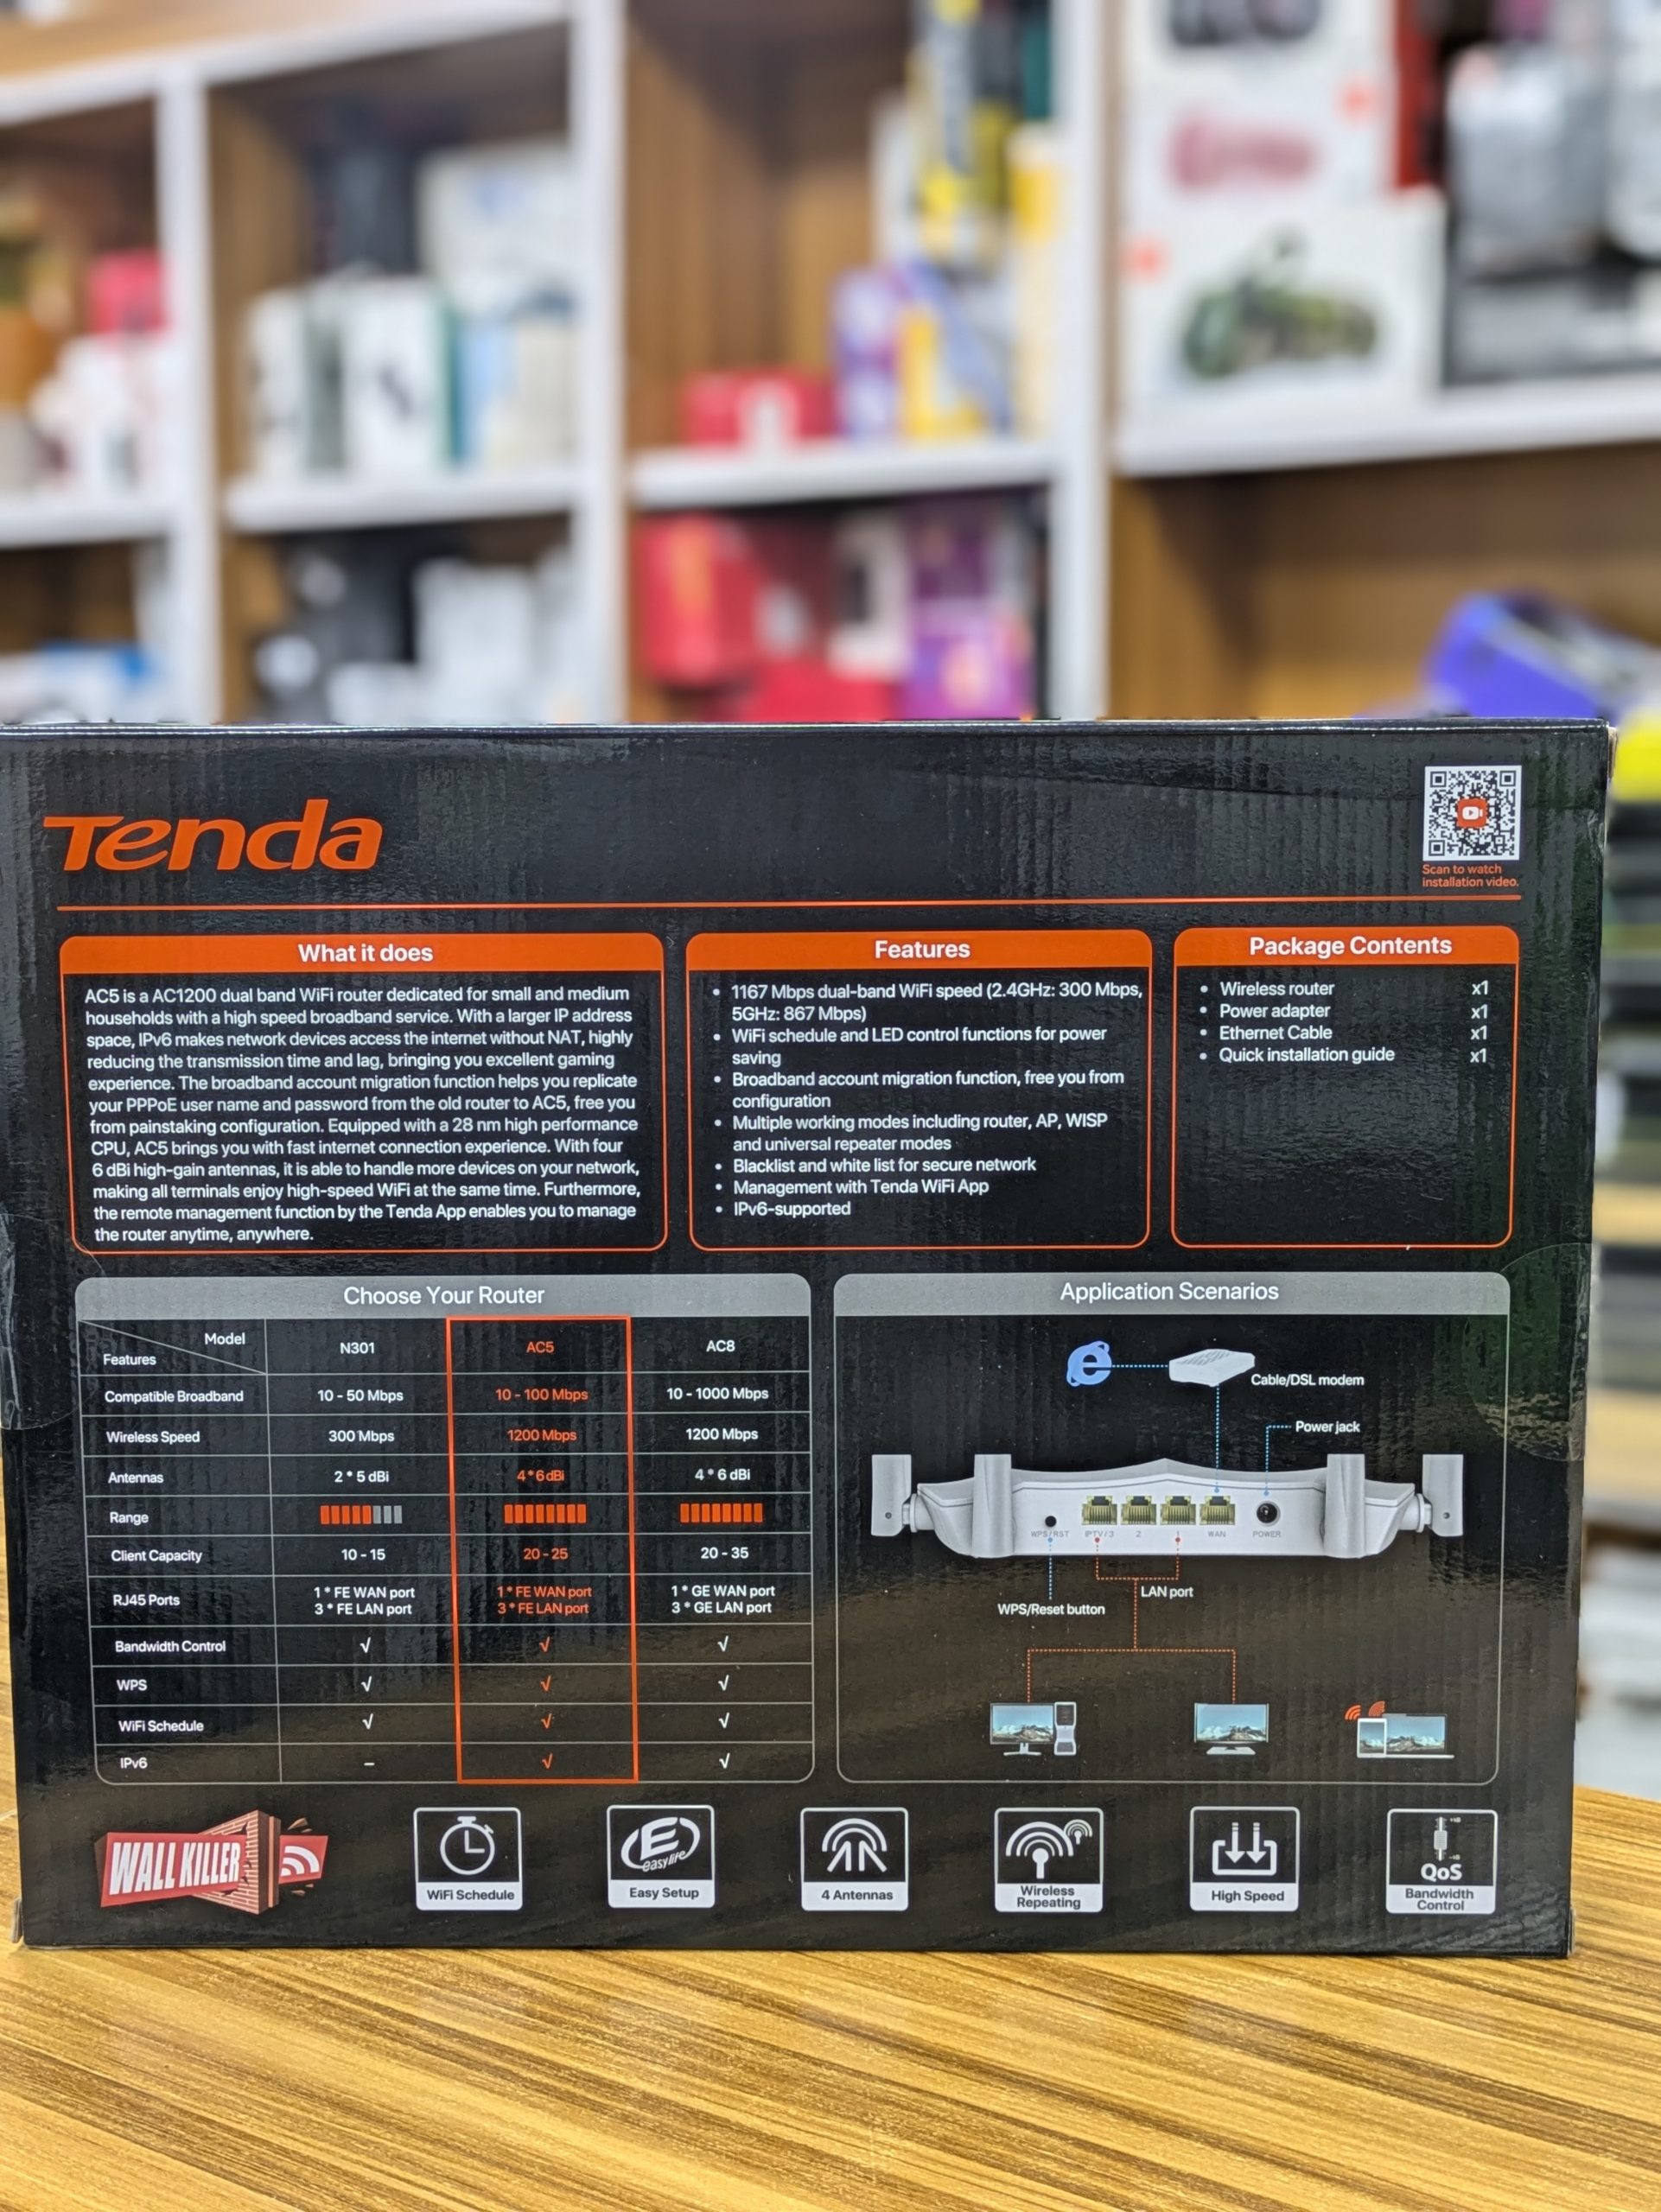 Tenda
Scan to watch
installation video.
What it does
AC5 is a AC1200 dual band WiFi router dedicated for small and medium
households with a high speed broadband service. With a larger IP address
space, IPv6 makes network devices access the internet without NAT, highly
reducing the transmission time and lag, bringing you excellent gaming
experience. The broadband account migration function helps you replicate
your PPPoE user name and password from the old router to AC5, free you
from painstaking configuration. Equipped with a 28 nm high performance
CPU, AC5 brings you with fast internet connection experience. With four
6 dBi high-gain antennas, it is able to handle more devices on your network,
making all terminals enjoy high-speed WiFi at the same time. Furthermore,
the remote management function by the Tenda App enables you to manage
the router anytime, anywhere.
Features
• 1167 Mbps dual-band WiFi speed (2.4GHz: 300 Mbps,
5GHz: 867 Mbps)
• WiFi schedule and LED control functions for power
saving
• Broadband account migration function, free you from
configuration
• Multiple working modes including router, AP, WISP
and universal repeater modes
• Blacklist and white list for secure network
• Management with Tenda WiFi App
• IPv6-supported
Package Contents
• Wireless router x1
• Power adapter x1
• Ethernet Cable x1
• Quick installation guide x1
Choose Your Router
Model
Features
N301 AC5 AC8
Compatible Broadband 10 - 50 Mbps 10 - 100 Mbps 10 - 1000 Mbps
Wireless Speed 300 Mbps 1200 Mbps 1200 Mbps
Antennas 2 * 5 dBi 4 * 6 dBi 4 * 6 dBi
Range
Client Capacity 10 - 15 20 - 25 20 - 35
RJ45 Ports
1 * FE WAN port 1 * FE WAN port 1 * GE WAN port
3 * FE LAN port 3 * FE LAN port 3 * GE LAN port
Bandwidth Control √ √ √
WPS √ √ √
WiFi Schedule √ √ √
IPv6 – √ √
Application Scenarios
Cable/DSL modem
Power jack
WPS/RST IPTV/3 2 1 WAN POWER
LAN port
WPS/Reset button
WALL KILLER
WiFi Schedule
E
easy life
Easy Setup
4 Antennas
Wireless
Repeating
High Speed
QoS
Bandwidth
Control